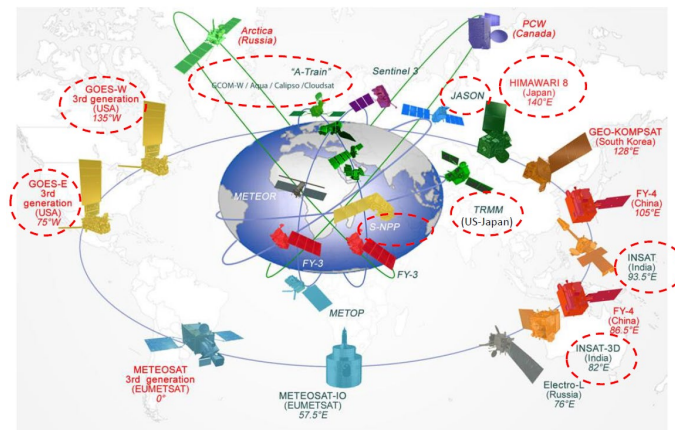 Arctica
(Russia)
PCW
(Canada)
"A-Train"
GCOM-W / Aqua / Calipso /Cloudsat
Sentinel 3
JASON
HIMAWARI 8
(Japan)
140°E
GOES-W
3rd generation
(USA)
135°W
GEO-KOMPSAT
(South Korea)
128°E
GOES-E
3rd
generation
(USA)
75°W
METEOR
TRMM
(US-Japan)
FY-4
(China)
105°E
S-NPP
FY-3
FY-3
INSAT
(India)
93.5°E
METOP
FY-4
(China)
86.5°E
INSAT-3D
(India)
82°E
METEOSAT
3rd generation
(EUMETSAT)
0°
METEOSAT-IO
(EUMETSAT)
57.5°E
Electro-L
(Russia)
76°E